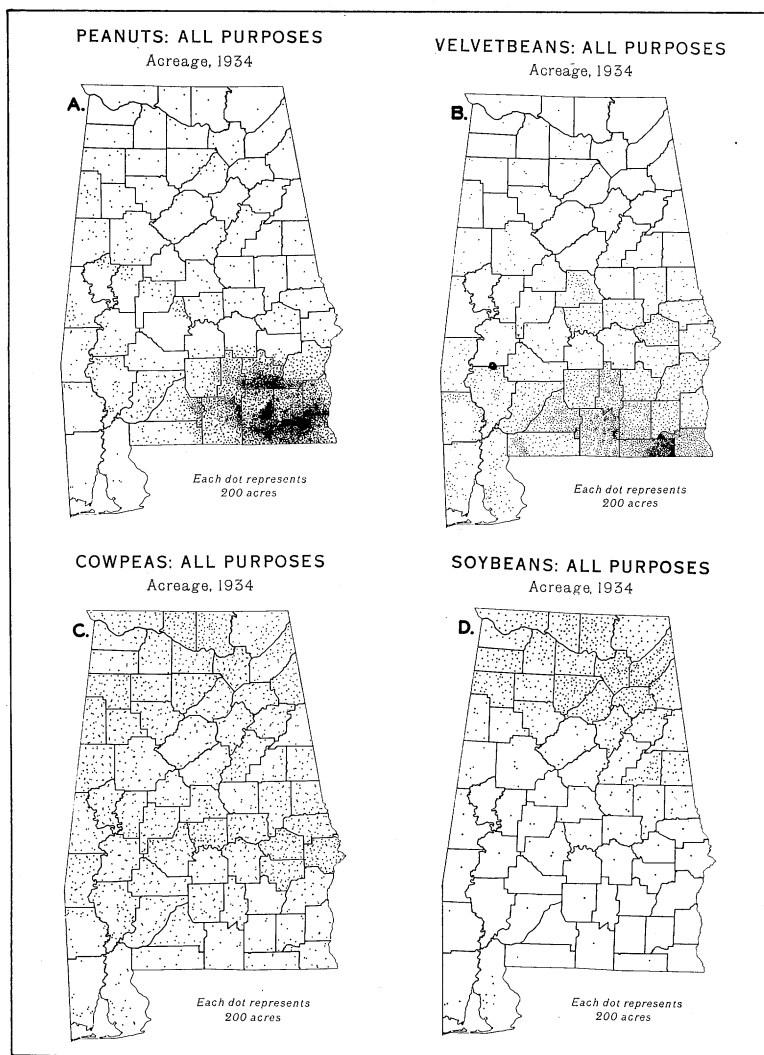 PEANUTS: ALL PURPOSES
Acreage, 1934
A.
Each dot represents
200 acres
VELVETBEANS: ALL PURPOSES
Acreage, 1934
B.
Each dot represents
200 acres
COWPEAS: ALL PURPOSES
Acreage, 1934
C.
Each dot represents
200 acres
SOYBEANS: ALL PURPOSES
Acreage, 1934
D.
Each dot represents
200 acres